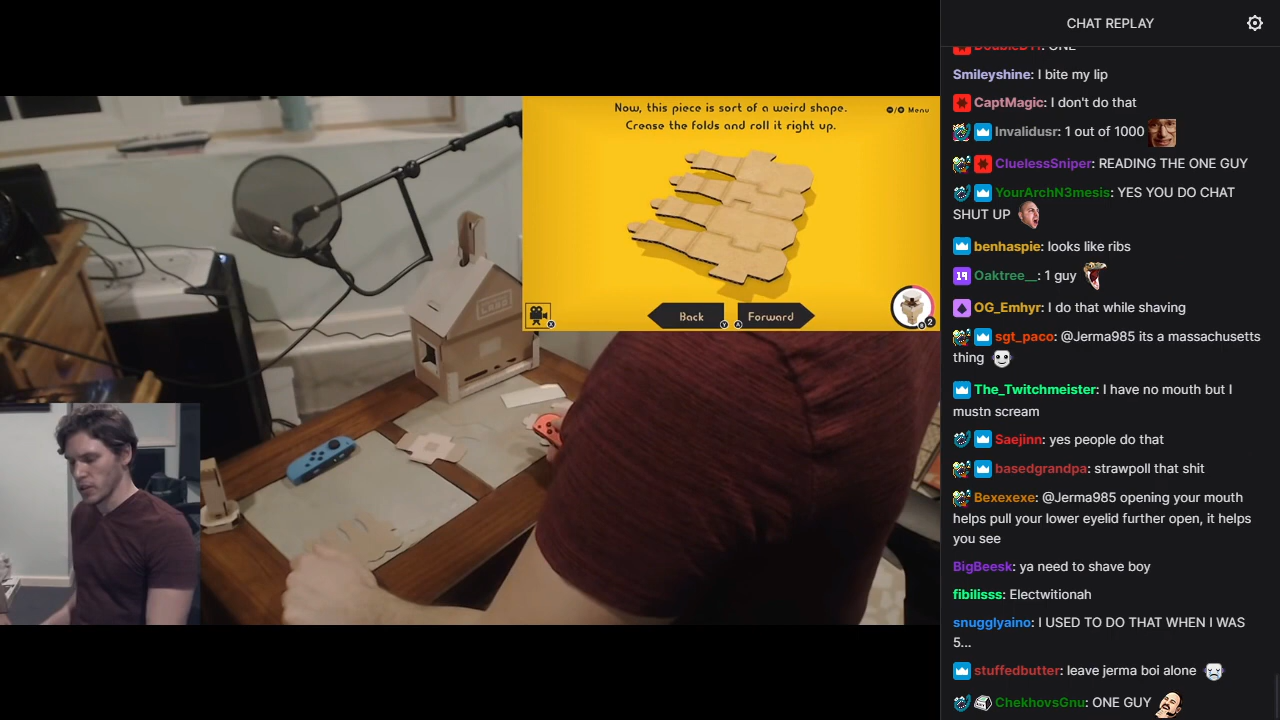 CHAT REPLAY
DoubleD11: ONE
Smileyshine: I bite my lip
CaptMagic: I don't do that
Invalidusr: 1 out of 1000
CluelessSniper: READING THE ONE GUY
YourArchN3mesis: YES YOU DO CHAT
SHUT UP
benhaspie: looks like ribs
19 Oaktree__: 1 guy
OG_Emhyr: I do that while shaving
sgt_paco: @Jerma985 its a massachusetts
thing
The_Twitchmeister: I have no mouth but I
mustn scream
Saejinn: yes people do that
basedgrandpa: strawpoll that shit
Bexexexe: @Jerma985 opening your mouth
helps pull your lower eyelid further open, it helps
you see
BigBeesk: ya need to shave boy
fibilisss: Electwitionah
snugglyaino: I USED TO DO THAT WHEN I WAS
5...
stuffedbutter: leave jerma boi alone
ChekhovsGnu: ONE GUY
Now, this piece is sort of a weird shape.
Crease the folds and roll it right up.
-/+ Menu
X
Back
Y
A
Forward
2